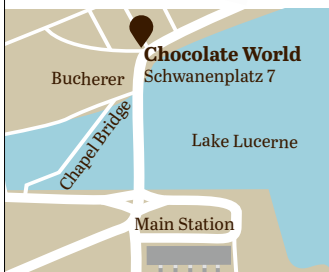 Chocolate World
Schwanenplatz 7
Bucherer
Chapel Bridge
Lake Lucerne
Main Station